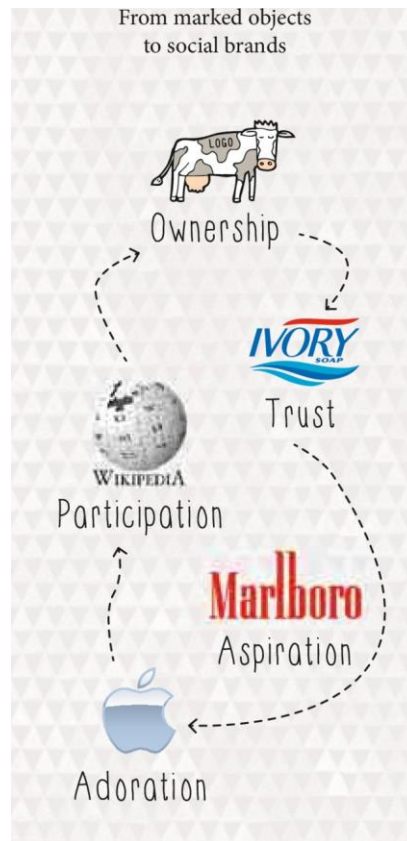 From marked objects
to social brands
LOGO
Ownership
IVORY
SOAP
Trust
WIKIPEDIA
Participation
Marlboro
Aspiration
Adoration